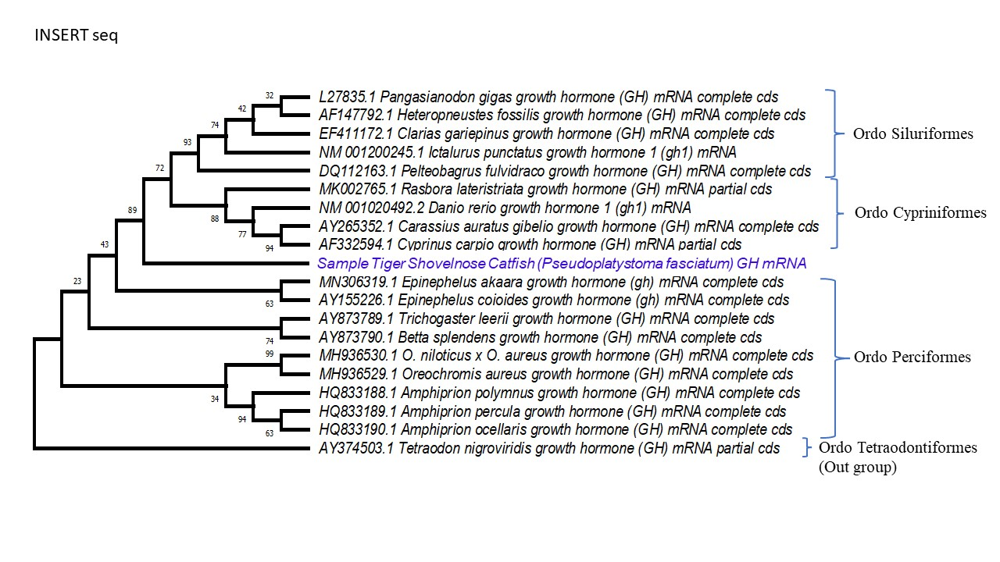 INSERT seq
32
L27835.1 Pangasianodon gigas growth hormone (GH) mRNA complete cds
42
AF147792.1 Heteropneustes fossilis growth hormone (GH) mRNA complete cds
74
EF411172.1 Clarias gariepinus growth hormone (GH) mRNA complete cds
Ordo Siluriformes
93
NM 001200245.1 Ictalurus punctatus growth hormone 1 (gh1) mRNA
72
DQ112163.1 Pelteobagrus fulvidraco growth hormone (GH) mRNA complete cds
MK002765.1 Rasbora lateristriata growth hormone (GH) mRNA partial cds
89
NM 001020492.2 Danio rerio growth hormone 1 (gh1) mRNA
Ordo Cypriniformes
88
AY265352.1 Carassius auratus gibelio growth hormone (GH) mRNA complete cds
77
AF332594.1 Cyprinus carpio growth hormone (GH) mRNA partial cds
43
94
Sample Tiger Shovelnose Catfish (Pseudoplatystoma fasciatum) GH mRNA
23
MN306319.1 Epinephelus akaara growth hormone (gh) mRNA complete cds
AY155226.1 Epinephelus coioides growth hormone (gh) mRNA complete cds
63
AY873789.1 Trichogaster leerii growth hormone (GH) mRNA complete cds
AY873790.1 Betta splendens growth hormone (GH) mRNA complete cds
74
99
MH936530.1 O. niloticus x O. aureus growth hormone (GH) mRNA complete cds
Ordo Perciformes
MH936529.1 Oreochromis aureus growth hormone (GH) mRNA complete cds
HQ833188.1 Amphiprion polymnus growth hormone (GH) mRNA complete cds
34
HQ833189.1 Amphiprion percula growth hormone (GH) mRNA complete cds
94
HQ833190.1 Amphiprion ocellaris growth hormone (GH) mRNA complete cds
63
AY374503.1 Tetraodon nigroviridis growth hormone (GH) mRNA partial cds
Ordo Tetraodontiformes
(Out group)